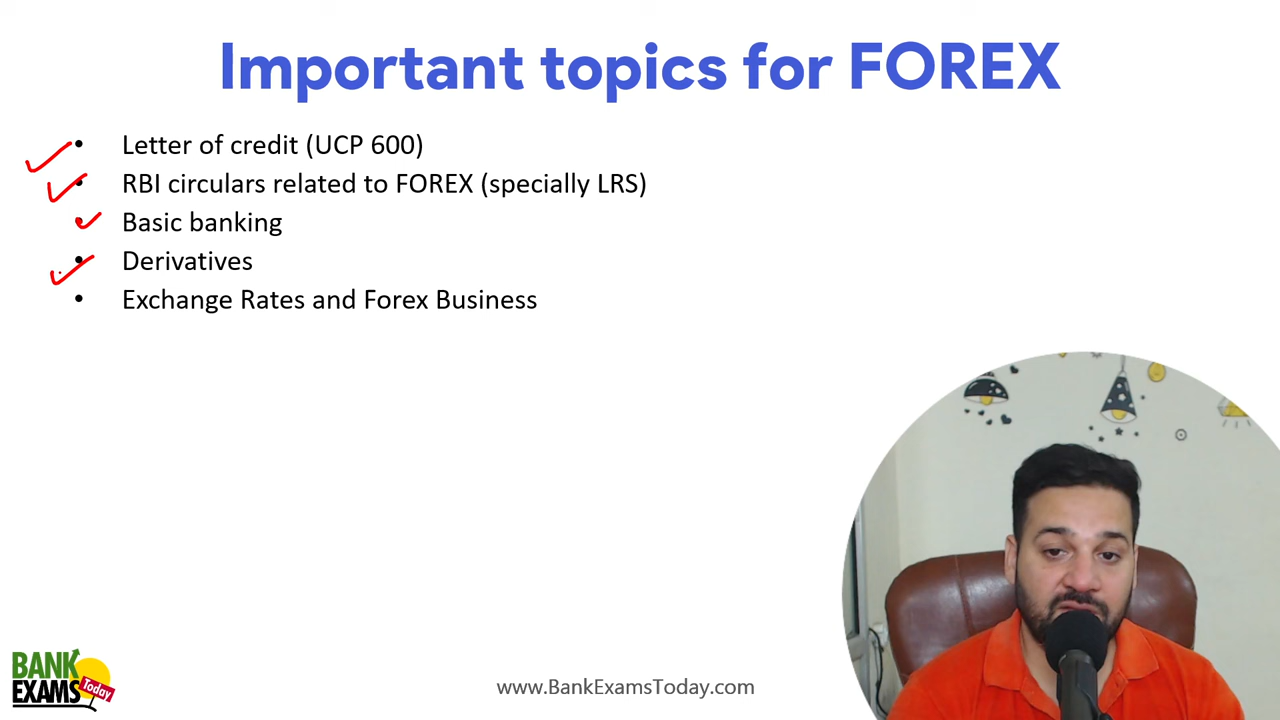 Important topics for FOREX
• Letter of credit (UCP 600)
• RBI circulars related to FOREX (specially LRS)
• Basic banking
• Derivatives
• Exchange Rates and Forex Business
BANK
EXAMS
Today
www.BankExamsToday.com